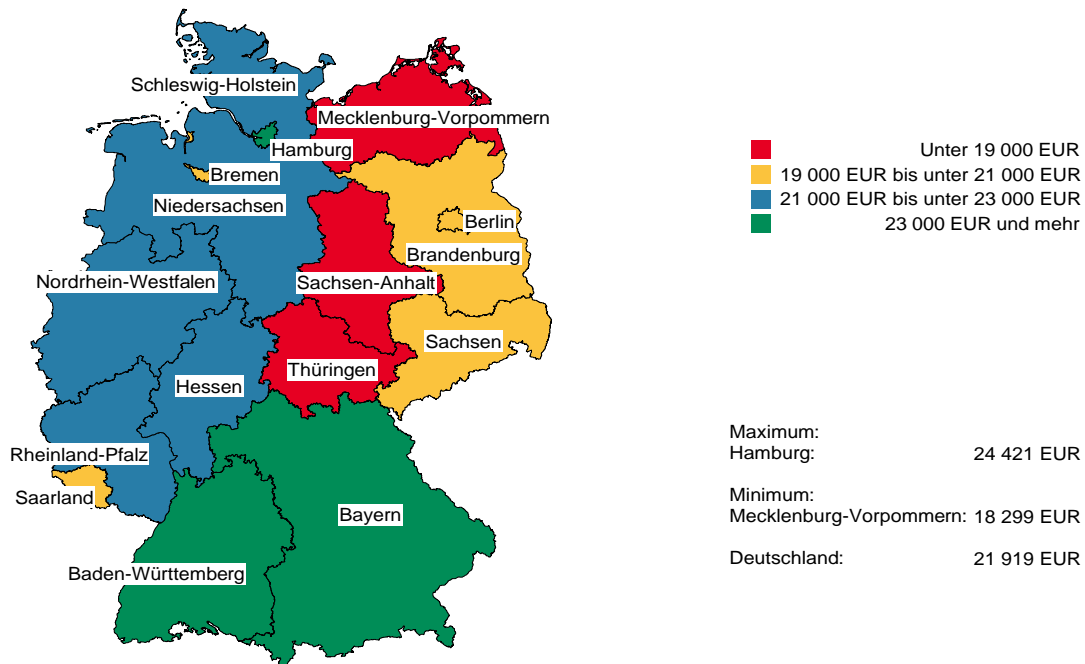 Schleswig-Holstein
Mecklenburg-Vorpommern
Hamburg
Bremen
Niedersachsen
Berlin
Brandenburg
Nordrhein-Westfalen
Sachsen-Anhalt
Sachsen
Thüringen
Hessen
Rheinland-Pfalz
Saarland
Bayern
Baden-Württemberg
Unter 19 000 EUR
19 000 EUR bis unter 21 000 EUR
21 000 EUR bis unter 23 000 EUR
23 000 EUR und mehr
Maximum:
Hamburg: 24 421 EUR
Minimum:
Mecklenburg-Vorpommern: 18 299 EUR
Deutschland: 21 919 EUR